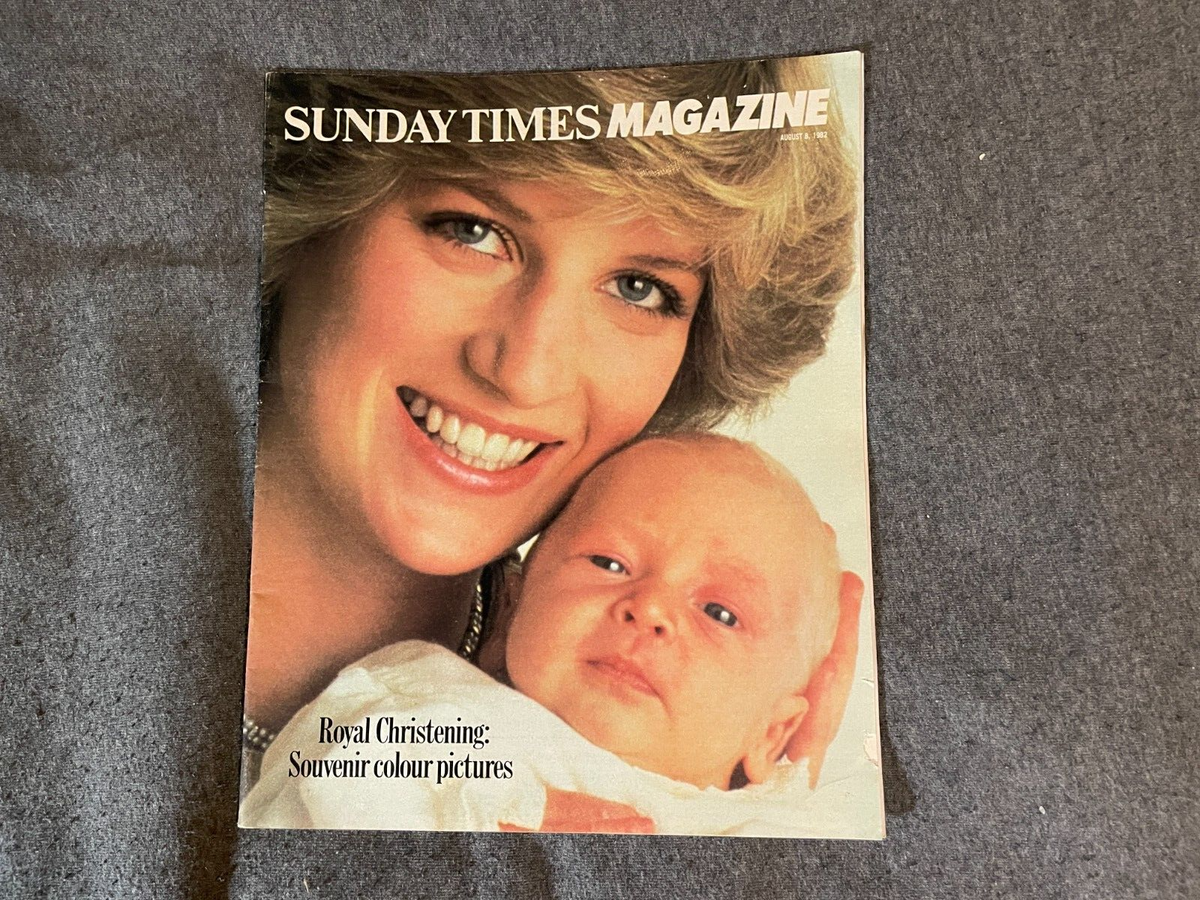 SUNDAY TIMES MAGAZINE
AUGUST 8, 1982
Royal Christening:
Souvenir colour pictures